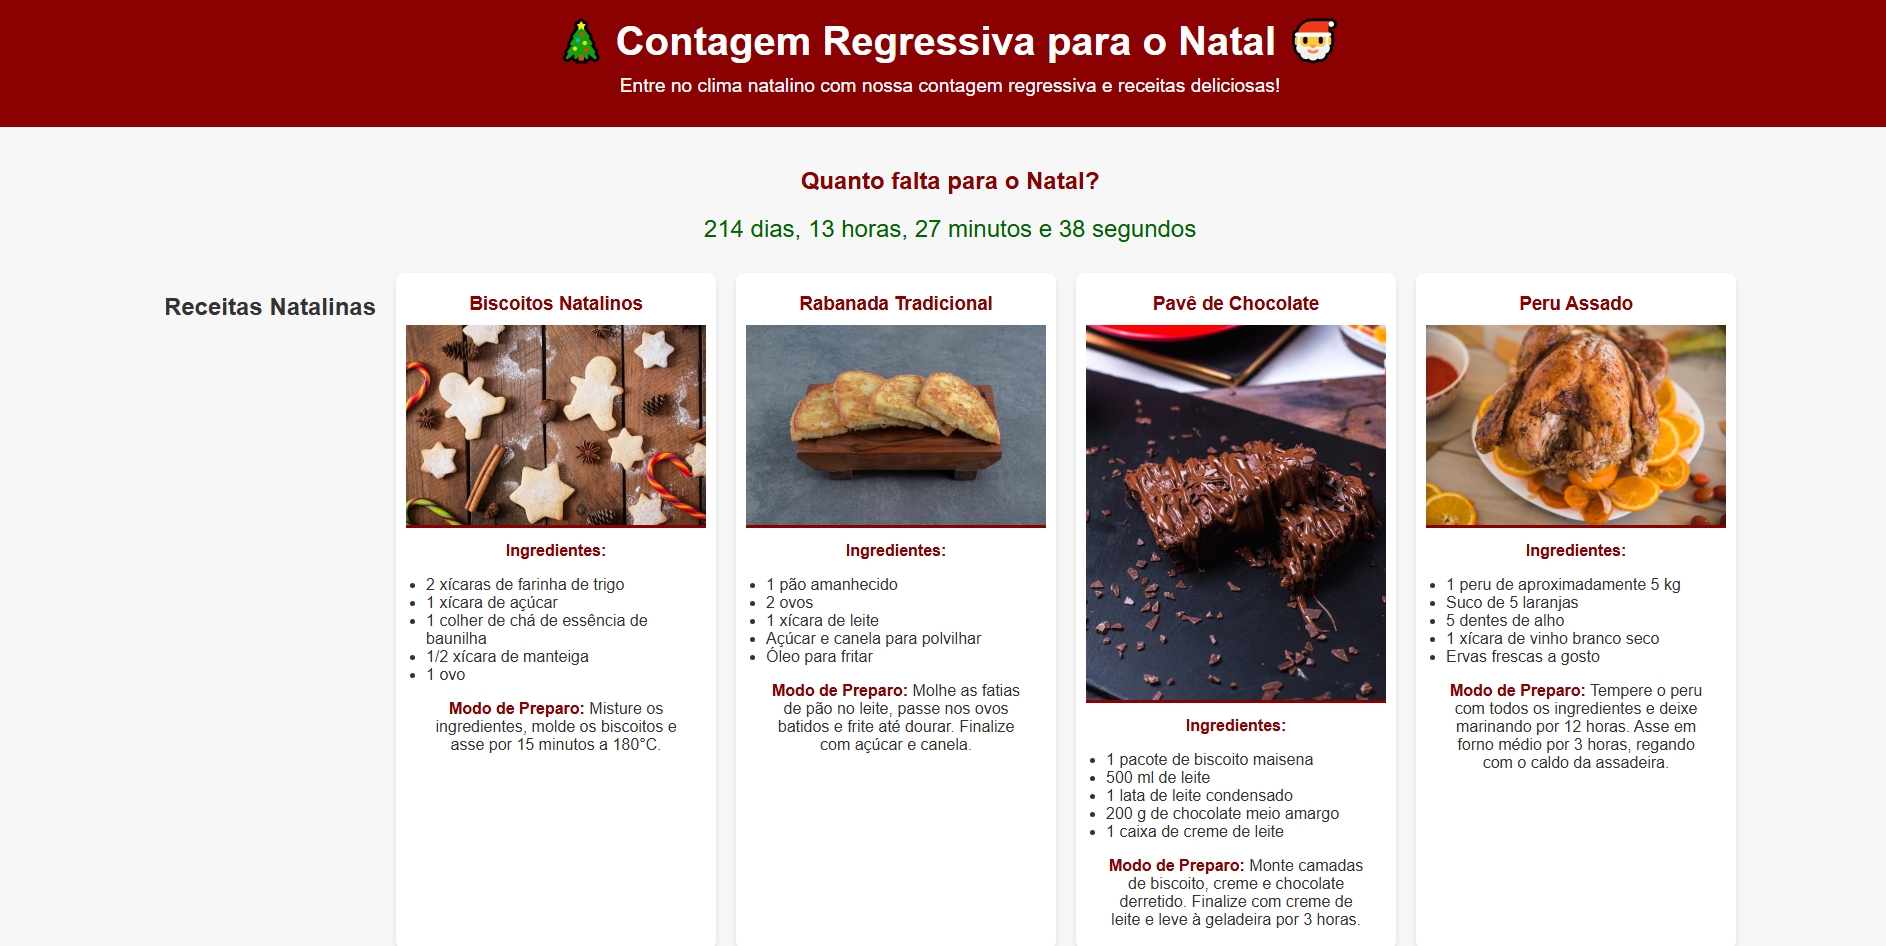 🎄 Contagem Regressiva para o Natal 🎅
Entre no clima natalino com nossa contagem regressiva e receitas deliciosas!
Quanto falta para o Natal?
214 dias, 13 horas, 27 minutos e 38 segundos
Receitas Natalinas
Biscoitos Natalinos
Ingredientes:
• 2 xícaras de farinha de trigo
• 1 xícara de açúcar
• 1 colher de chá de essência de
baunilha
• 1/2 xícara de manteiga
• 1 ovo
Modo de Preparo: Misture os
ingredientes, molde os biscoitos e
asse por 15 minutos a 180°C.
Rabanada Tradicional
Ingredientes:
• 1 pão amanhecido
• 2 ovos
• 1 xícara de leite
• Açúcar e canela para polvilhar
• Óleo para fritar
Modo de Preparo: Molhe as fatias
de pão no leite, passe nos ovos
batidos e frite até dourar. Finalize
com açúcar e canela.
Pavê de Chocolate
Ingredientes:
• 1 pacote de biscoito maisena
• 500 ml de leite
• 1 lata de leite condensado
• 200 g de chocolate meio amargo
• 1 caixa de creme de leite
Modo de Preparo: Monte camadas
de biscoito, creme e chocolate
derretido. Finalize com creme de
leite e leve à geladeira por 3 horas.
Peru Assado
Ingredientes:
• 1 peru de aproximadamente 5 kg
• Suco de 5 laranjas
• 5 dentes de alho
• 1 xícara de vinho branco seco
• Ervas frescas a gosto
Modo de Preparo: Tempere o peru
com todos os ingredientes e deixe
marinando por 12 horas. Asse em
forno médio por 3 horas, regando
com o caldo da assadeira.